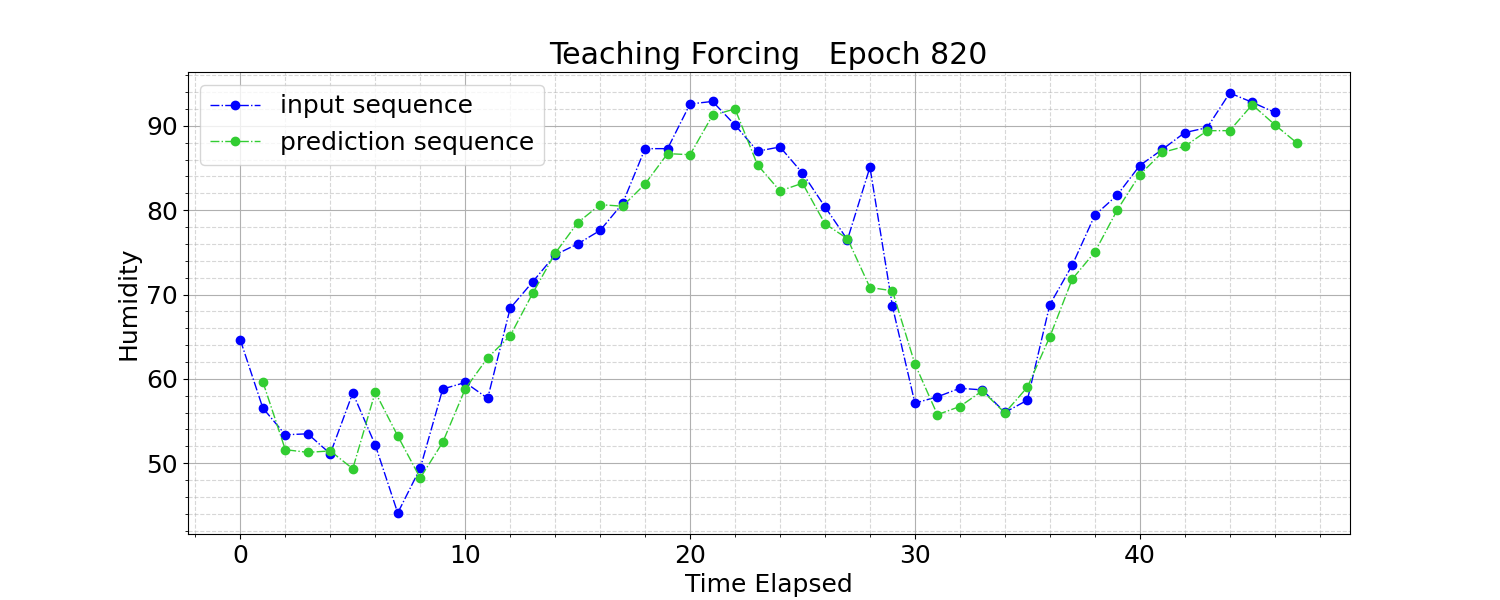 Teaching Forcing   Epoch 820
input sequence
prediction sequence
Humidity
90
80
70
60
50
0 10 20 30 40
Time Elapsed